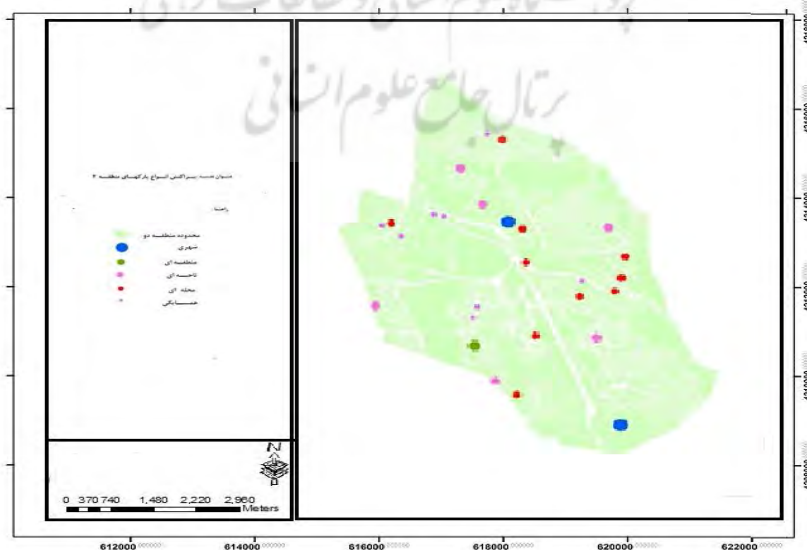 پرتال جامع علوم انسانی
پراکنش انواع پارکهای منطقه ۲
راهنما
محدوده منطقه دو
شهری
منطقه ای
ناحیه ای
محله ای
همسایگی
N
0 370 740 1,480 2,220 2,960
Meters
612000 614000 616000 618000 620000 622000